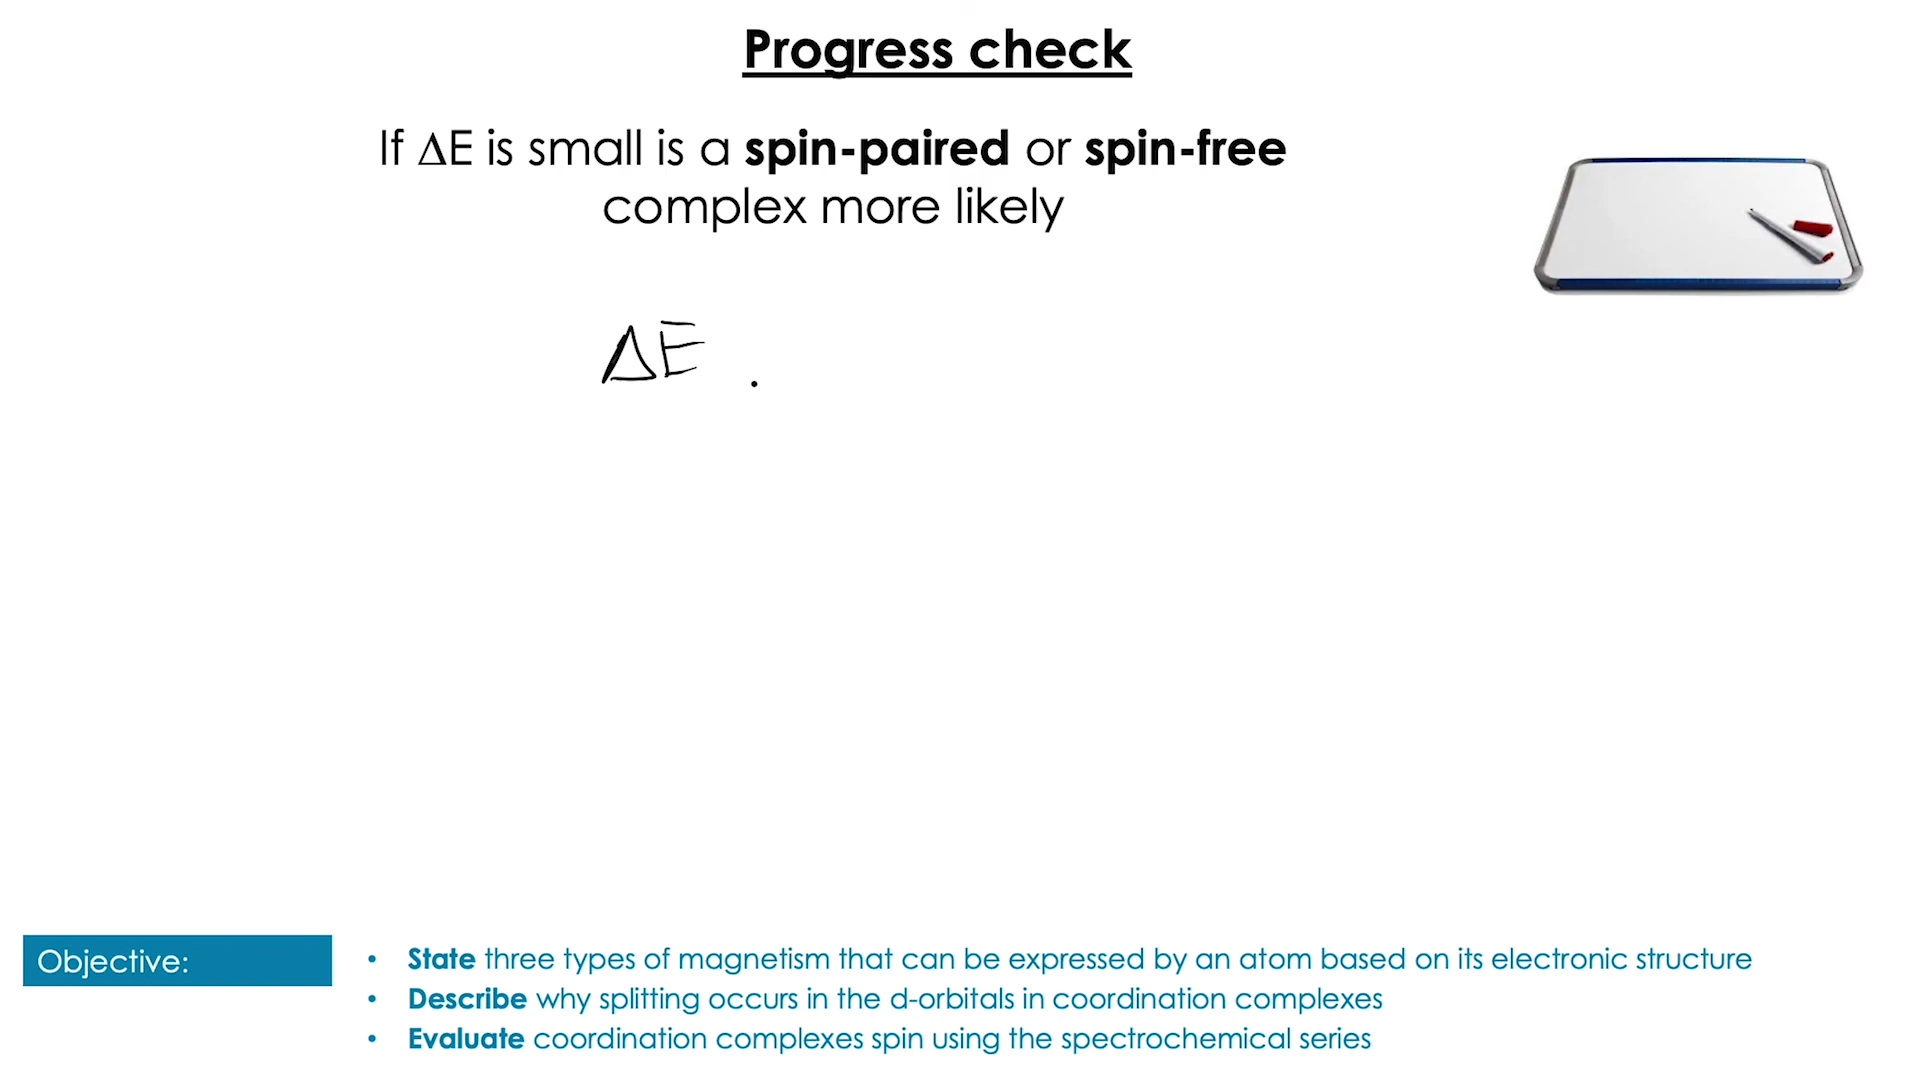 Progress check
If ΔE is small is a spin-paired or spin-free
complex more likely
ΔE .
Objective:
• State three types of magnetism that can be expressed by an atom based on its electronic structure
• Describe why splitting occurs in the d-orbitals in coordination complexes
• Evaluate coordination complexes spin using the spectrochemical series